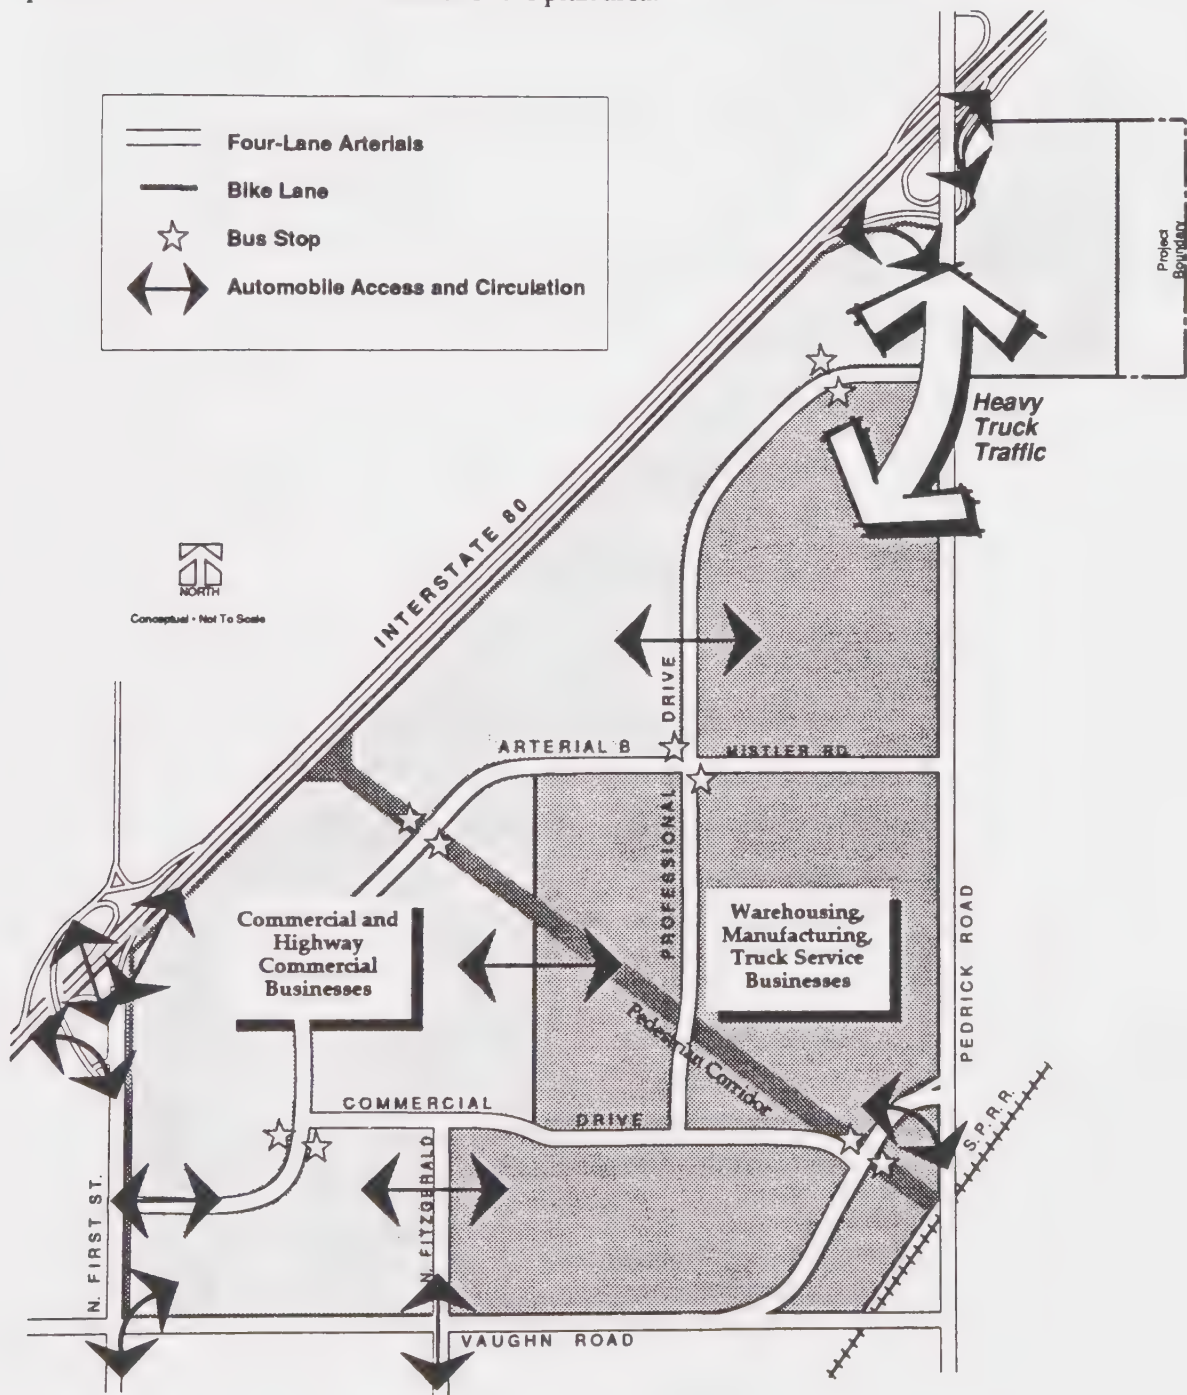 Four-Lane Arterials
Bike Lane
Bus Stop
Automobile Access and Circulation
Project
Boundary
Heavy
Truck
Traffic
INTERSTATE 80
NORTH
Conceptual - Not To Scale
DRIVE
ARTERIAL B
MISTLER RD
PROFESSIONAL
Commercial and
Highway
Commercial
Businesses
Warehousing,
Manufacturing,
Truck Service
Businesses
PEDRICK ROAD
Pedestrian Corridor
COMMERCIAL
DRIVE
S.P.R.R.
N. FIRST ST.
N. FITZGERALD
VAUGHN ROAD